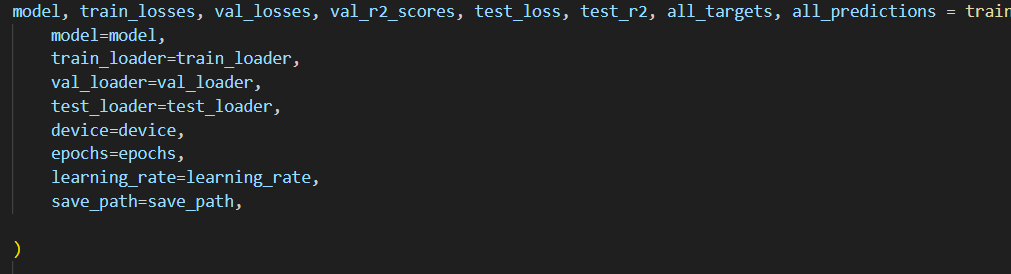 model, train_losses, val_losses, val_r2_scores, test_loss, test_r2, all_targets, all_predictions = train
model=model,
train_loader=train_loader,
val_loader=val_loader,
test_loader=test_loader,
device=device,
epochs=epochs,
learning_rate=learning_rate,
save_path=save_path,
)